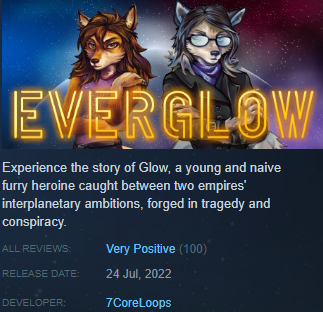 EVERGLOW
Experience the story of Glow, a young and naive
furry heroine caught between two empires'
interplanetary ambitions, forged in tragedy and
conspiracy.
ALL REVIEWS: Very Positive (100)
RELEASE DATE: 24 Jul, 2022
DEVELOPER: 7CoreLoops